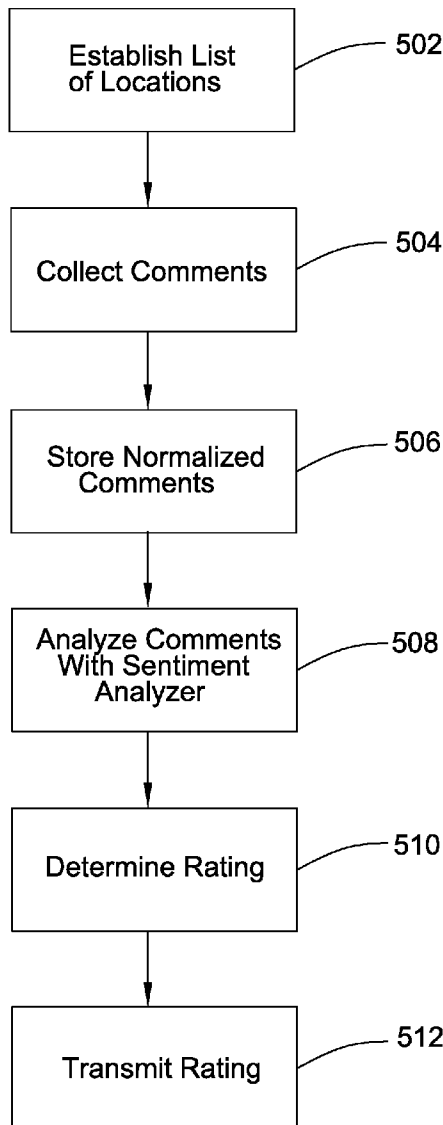 Establish List
of Locations
502
Collect Comments
504
Store Normalized
Comments
506
Analyze Comments
With Sentiment
Analyzer
508
Determine Rating
510
Transmit Rating
512